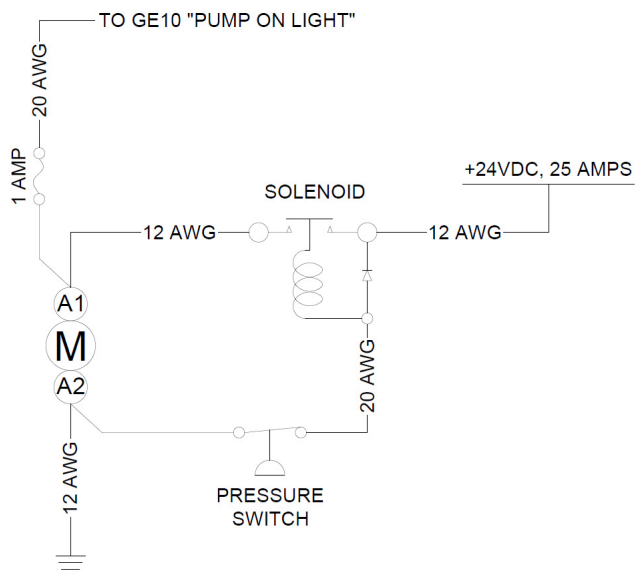 TO GE10 "PUMP ON LIGHT"
20 AWG
1 AMP
+24VDC, 25 AMPS
SOLENOID
12 AWG
12 AWG
A1
M
A2
20 AWG
12 AWG
PRESSURE
SWITCH